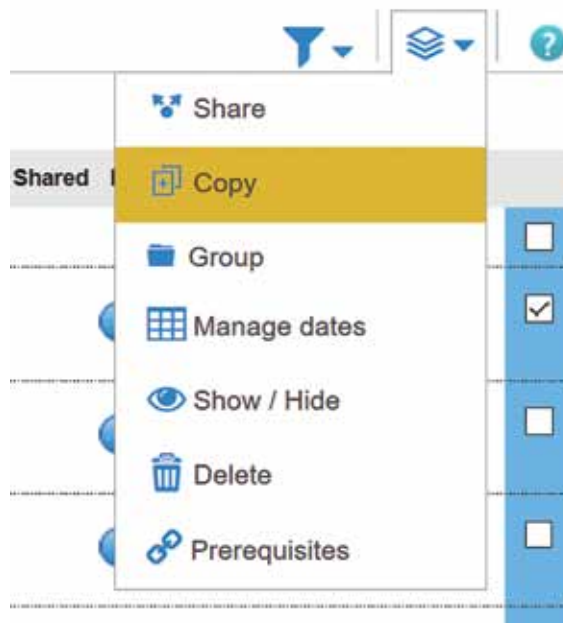 ?
Share
Shared
Copy
Group
Manage dates
Show / Hide
Delete
Prerequisites